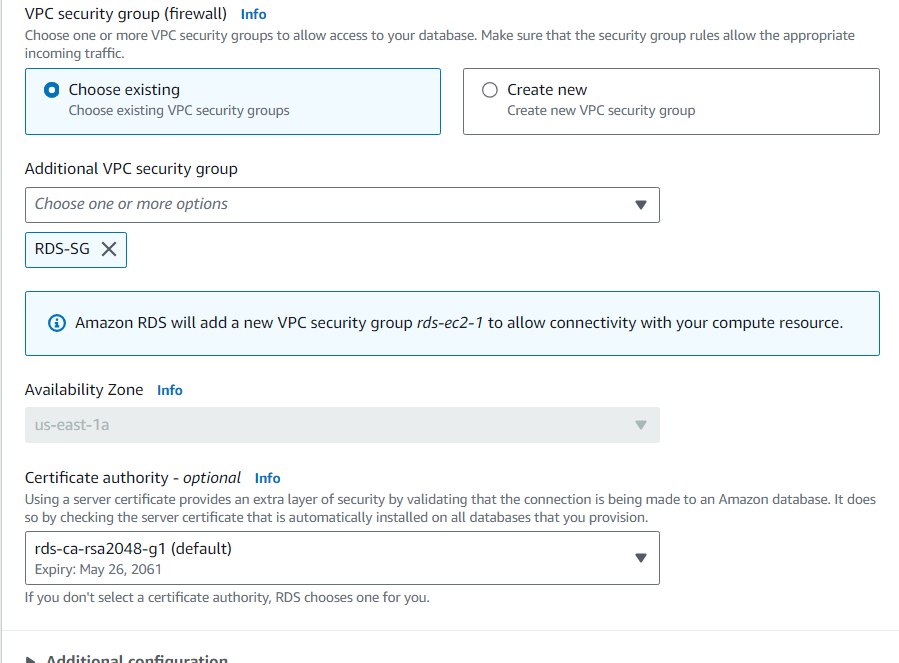 VPC security group (firewall) Info
Choose one or more VPC security groups to allow access to your database. Make sure that the security group rules allow the appropriate
incoming traffic.
Choose existing
Choose existing VPC security groups
Create new
Create new VPC security group
Additional VPC security group
Choose one or more options
RDS-SG
Amazon RDS will add a new VPC security group rds-ec2-1 to allow connectivity with your compute resource.
Availability Zone Info
us-east-1a
Certificate authority - optional Info
Using a server certificate provides an extra layer of security by validating that the connection is being made to an Amazon database. It does
so by checking the server certificate that is automatically installed on all databases that you provision.
rds-ca-rsa2048-g1 (default)
Expiry: May 26, 2061
If you don't select a certificate authority, RDS chooses one for you.
Additional configuration